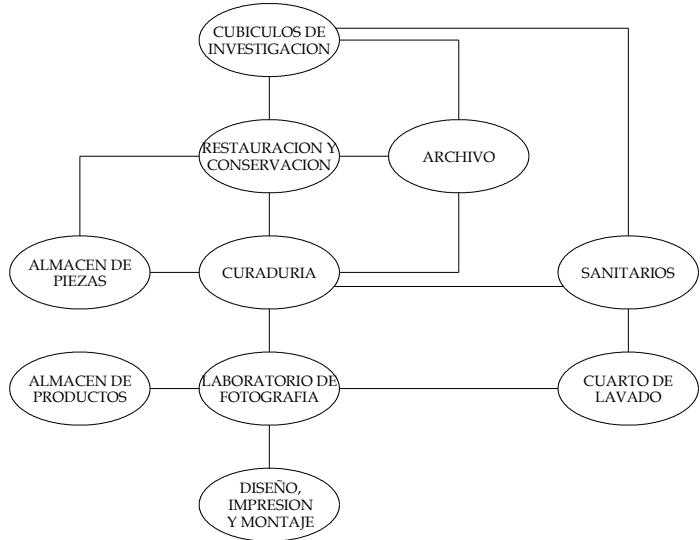 CUBICULOS DE
INVESTIGACION
RESTAURACION Y
CONSERVACION
ARCHIVO
ALMACEN DE
PIEZAS
CURADURIA
SANITARIOS
ALMACEN DE
PRODUCTOS
LABORATORIO DE
FOTOGRAFIA
CUARTO DE
LAVADO
DISEÑO,
IMPRESION
Y MONTAJE